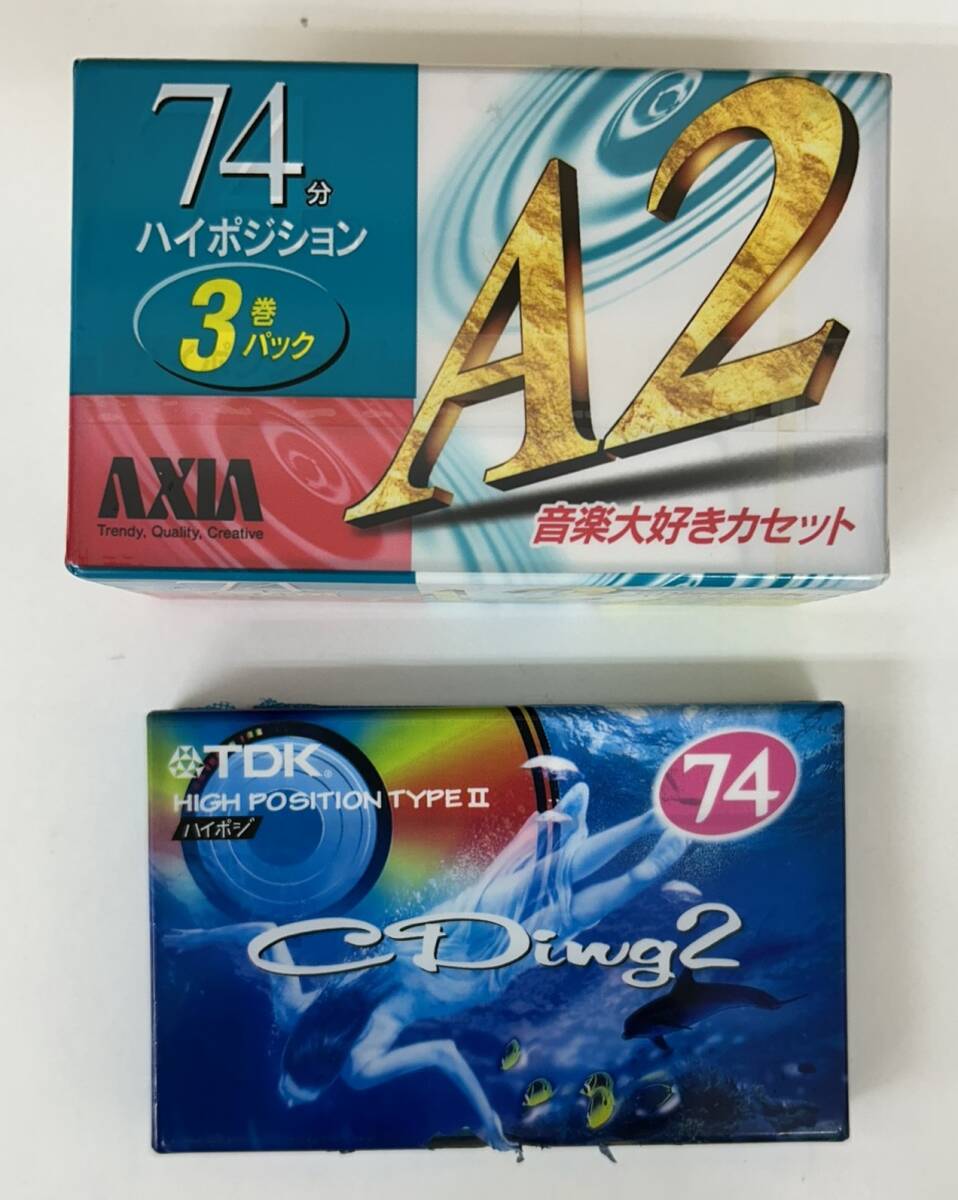 74分
ハイポジション
3巻パック
A2
AXIA
Trendy, Quality, Creative
音楽大好きカセット
TDK®
HIGH POSITION TYPE II
ハイポジ
74
CDing2